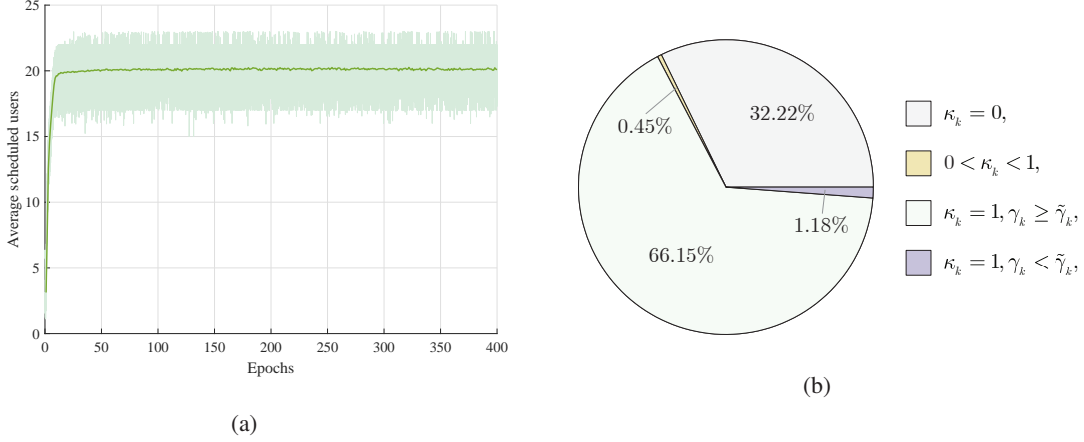 25
20
15
10
5
0
Average scheduled users
0 50 100 150 200 250 300 350 400
Epochs
(a)
32.22%
0.45%
66.15%
1.18%
κ_k = 0,
0 < κ_k < 1,
κ_k = 1, γ_k ≥ γ̃_k,
κ_k = 1, γ_k < γ̃_k,
(b)